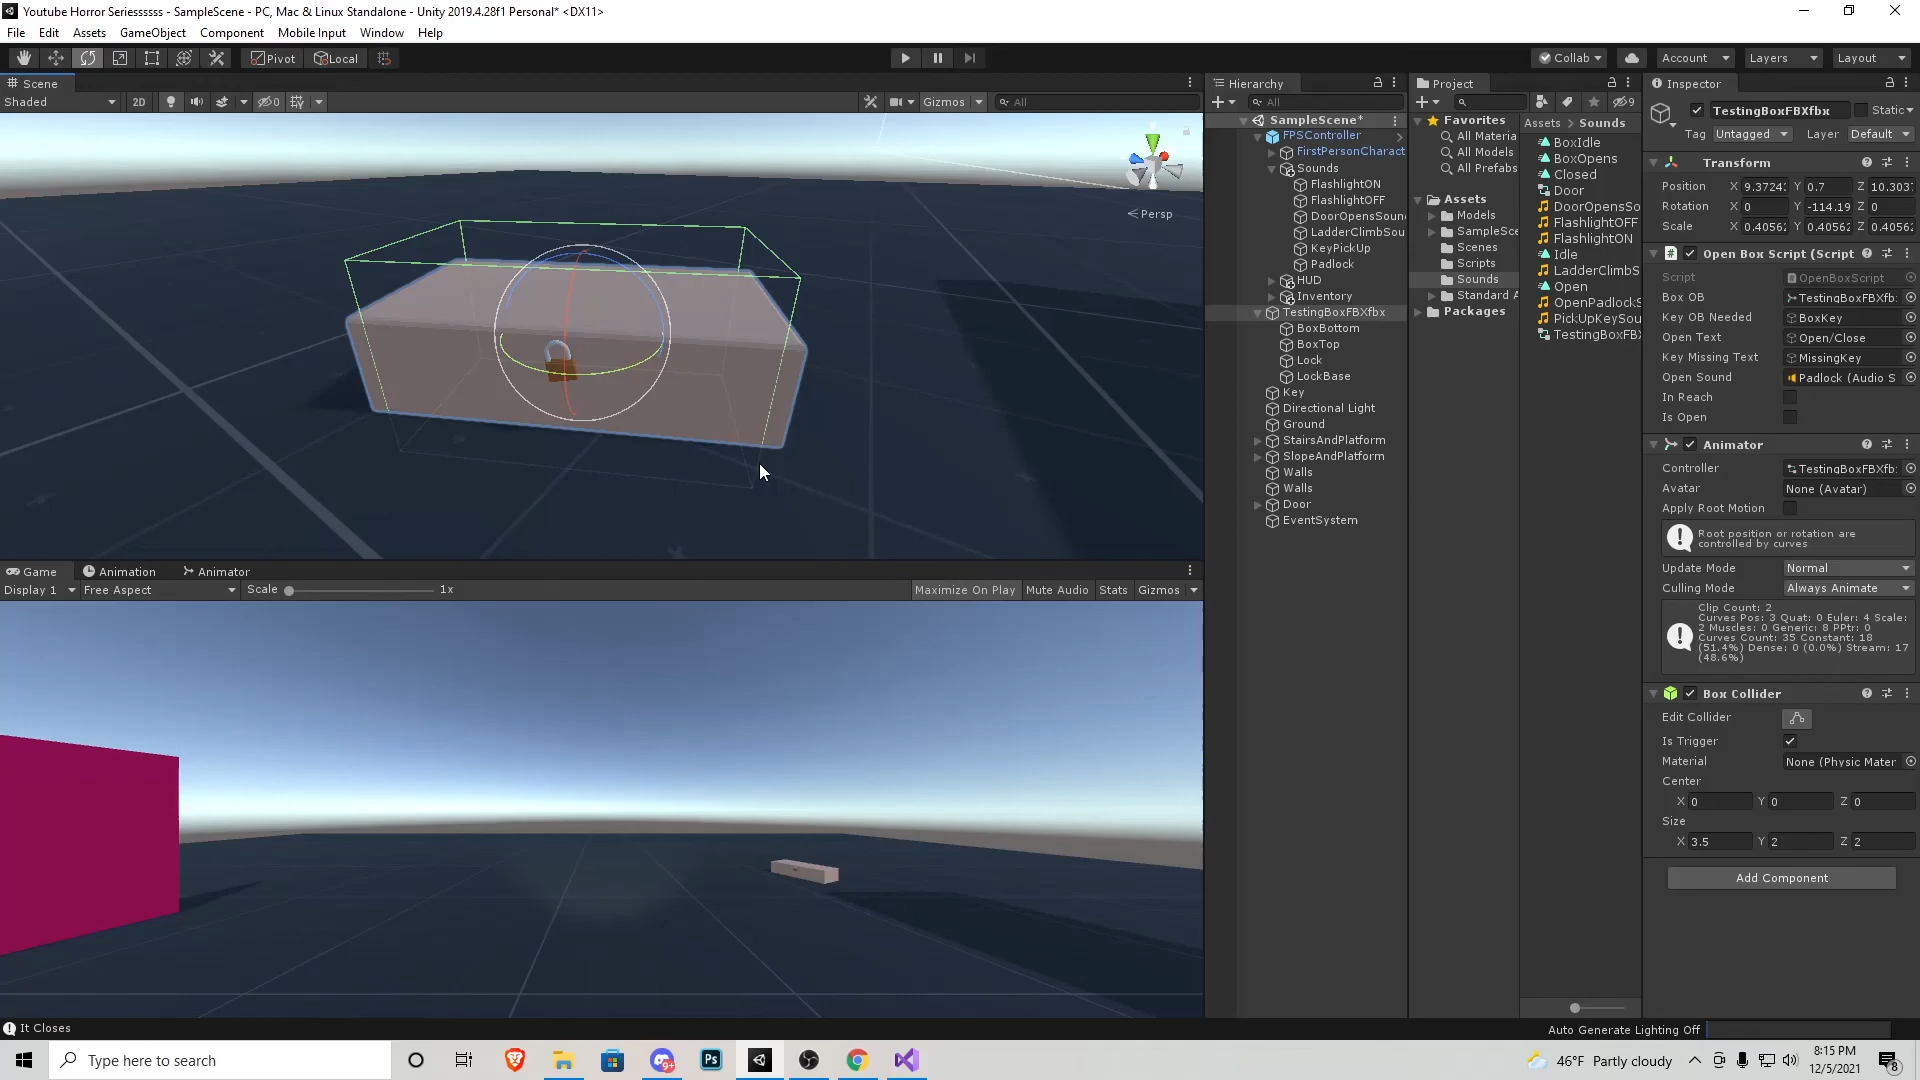 Youtube Horror Seriessssss - SampleScene - PC, Mac & Linux Standalone - Unity 2019.4.28f1 Personal* <DX11>
File Edit Assets GameObject Component Mobile Input Window Help
Pivot Local Collab Account Layers Layout
Scene
Shaded 2D 0 Gizmos All
Persp
Game Animation Animator
Display 1 Free Aspect Scale 1x Maximize On Play Mute Audio Stats Gizmos
Hierarchy
All
SampleScene*
FPSController
FirstPersonCharact
Sounds
FlashlightON
FlashlightOFF
DoorOpensSoun
LadderClimbSou
KeyPickUp
Padlock
HUD
Inventory
TestingBoxFBXfbx
BoxBottom
BoxTop
Lock
LockBase
Key
Directional Light
Ground
StairsAndPlatform
SlopeAndPlatform
Walls
Walls
Door
EventSystem
Project
9
Favorites
All Materia
All Models
All Prefabs
Assets
Models
SampleSce
Scenes
Scripts
Sounds
Standard A
Packages
Assets Sounds
BoxIdle
BoxOpens
Closed
Door
DoorOpensSo
FlashlightOFF
FlashlightON
Idle
LadderClimbS
Open
OpenPadlockS
PickUpKeySou
TestingBoxFBX
Inspector
TestingBoxFBXfbx Static
Tag Untagged Layer Default
Transform
Position X 9.3724 Y 0.7 Z 10.303
Rotation X 0 Y -114.19 Z 0
Scale X 0.4056 Y 0.4056 Z 0.4056
Open Box Script (Script
Script OpenBoxScript
Box OB TestingBoxFBXfb
Key OB Needed BoxKey
Open Text Open/Close
Key Missing Text MissingKey
Open Sound Padlock (Audio S
In Reach
Is Open
Animator
Controller TestingBoxFBXfb
Avatar None (Avatar)
Apply Root Motion
Root position or rotation are
controlled by curves
Update Mode Normal
Culling Mode Always Animate
Clip Count: 2
Curves Pos: 3 Quat: 0 Euler: 4 Scale:
2 Muscles: 0 Generic: 8 PPtr: 0
Curves Count: 35 Constant: 18
(51.4%) Dense: 0 (0.0%) Stream: 17
(48.6%)
Box Collider
Edit Collider
Is Trigger
Material None (Physic Mater
Center
X 0 Y 0 Z 0
Size
X 3.5 Y 2 Z 2
Add Component
It Closes
Auto Generate Lighting Off
Type here to search
9+
Ps
46°F Partly cloudy
8:15 PM
12/5/2021
8